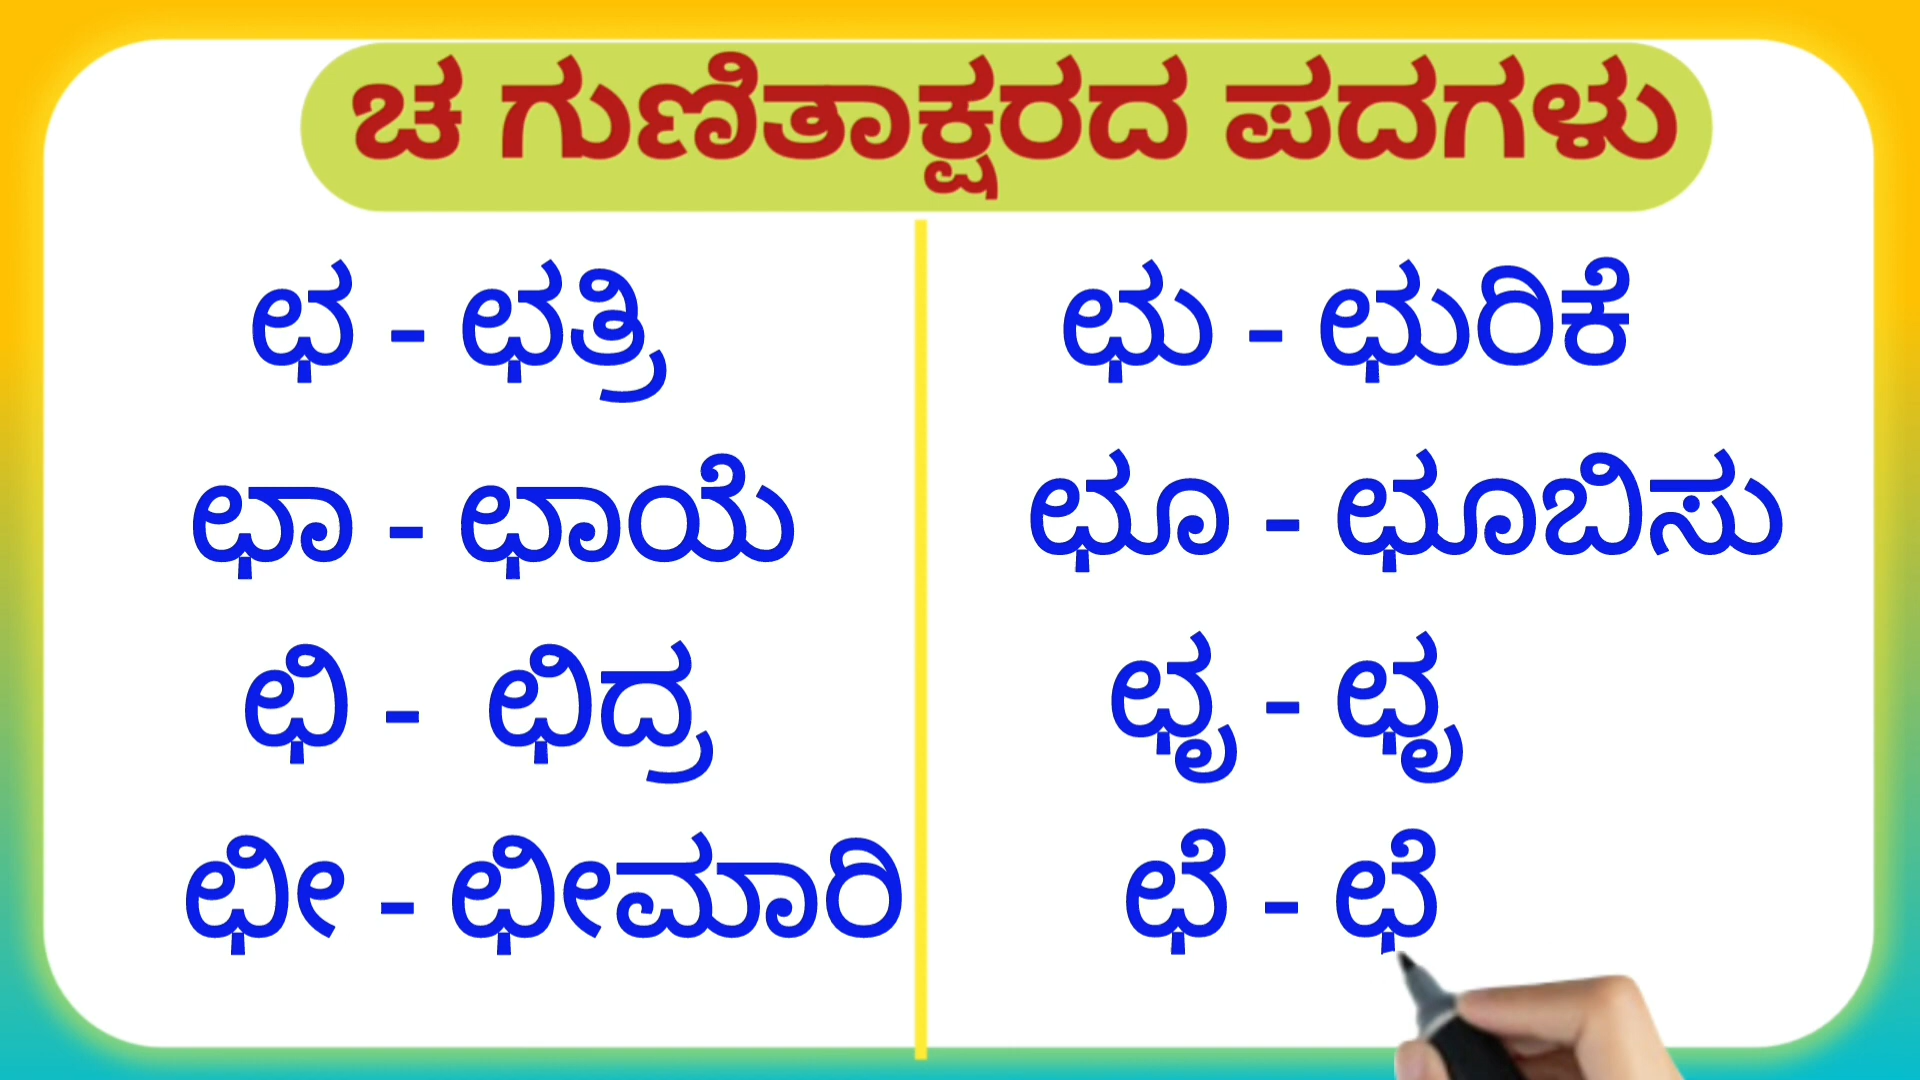 ಚ ಗುಣಿತಾಕ್ಷರದ ಪದಗಳು
ಛ - ಛತ್ರಿ
ಛಾ - ಛಾಯೆ
ಛಿ - ಛಿದ್ರ
ಛೀ - ಛೀಮಾರಿ
ಛು - ಛುರಿಕೆ
ಛೂ - ಛೂಬಿಸು
ಛೃ - ಛೃ
ಛೆ - ಛೆ